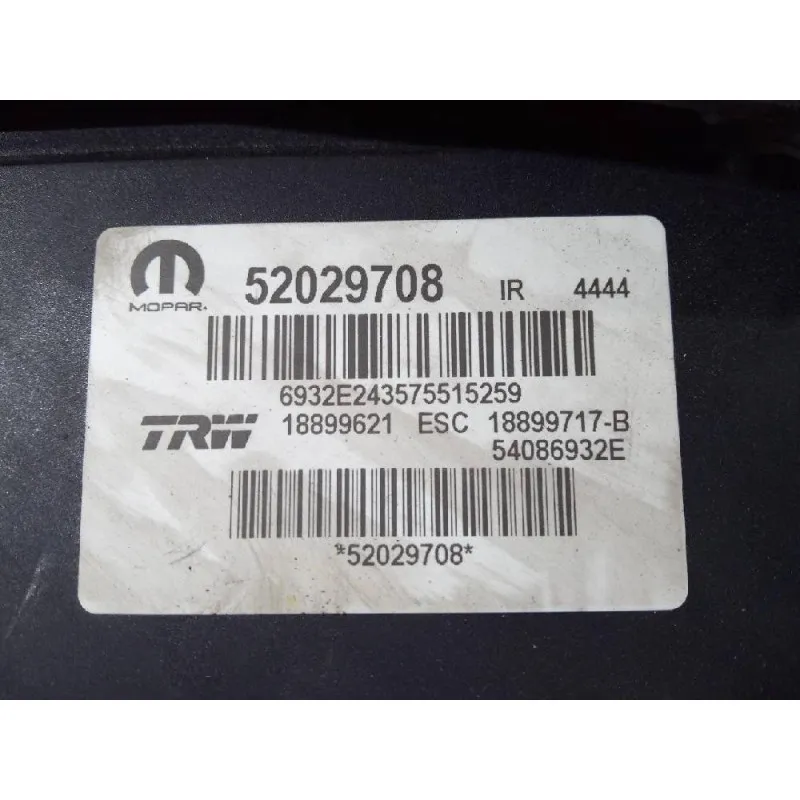 52029708 IR 4444
MOPAR.
6932E243575515259
TRW 18899621 ESC 18899717-B
54086932E
*52029708*